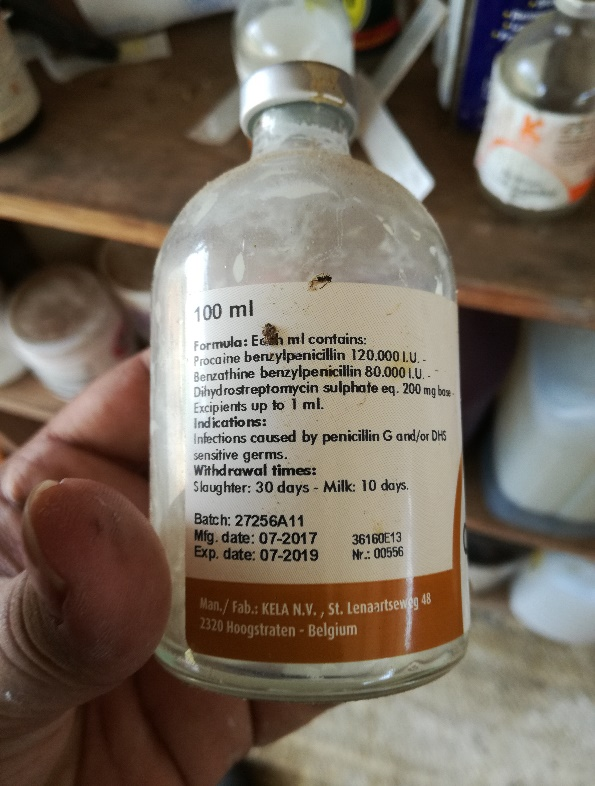 100 ml
Formula: Each ml contains:
Procaine benzylpenicillin 120.000 I.U. -
Benzathine benzylpenicillin 80.000 I.U. -
Dihydrostreptomycin sulphate eq. 200 mg base -
Excipients up to 1 ml.
Indications:
Infections caused by penicillin G and/or DHS
sensitive germs.
Withdrawal times:
Slaughter: 30 days - Milk: 10 days.
Batch: 27256A11
Mfg. date: 07-2017 36160E13
Exp. date: 07-2019 Nr.: 00556
Man./ Fab.: KELA N.V. , St. Lenaartseweg 48
2320 Hoogstraten - Belgium